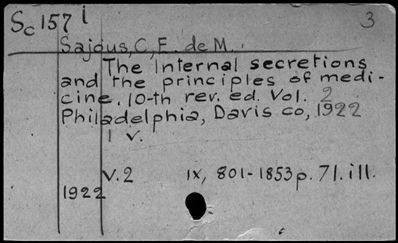 Sc 157 i 3
Sajous, C, E. de M.
The Internal secretions
and the principles of medi-
cine. 10-th rev. ed. Vol. 2
Philadelphia, Davis co, 1922
1 v.
V.2 IX, 801-1853 p. 71. ill.
1922